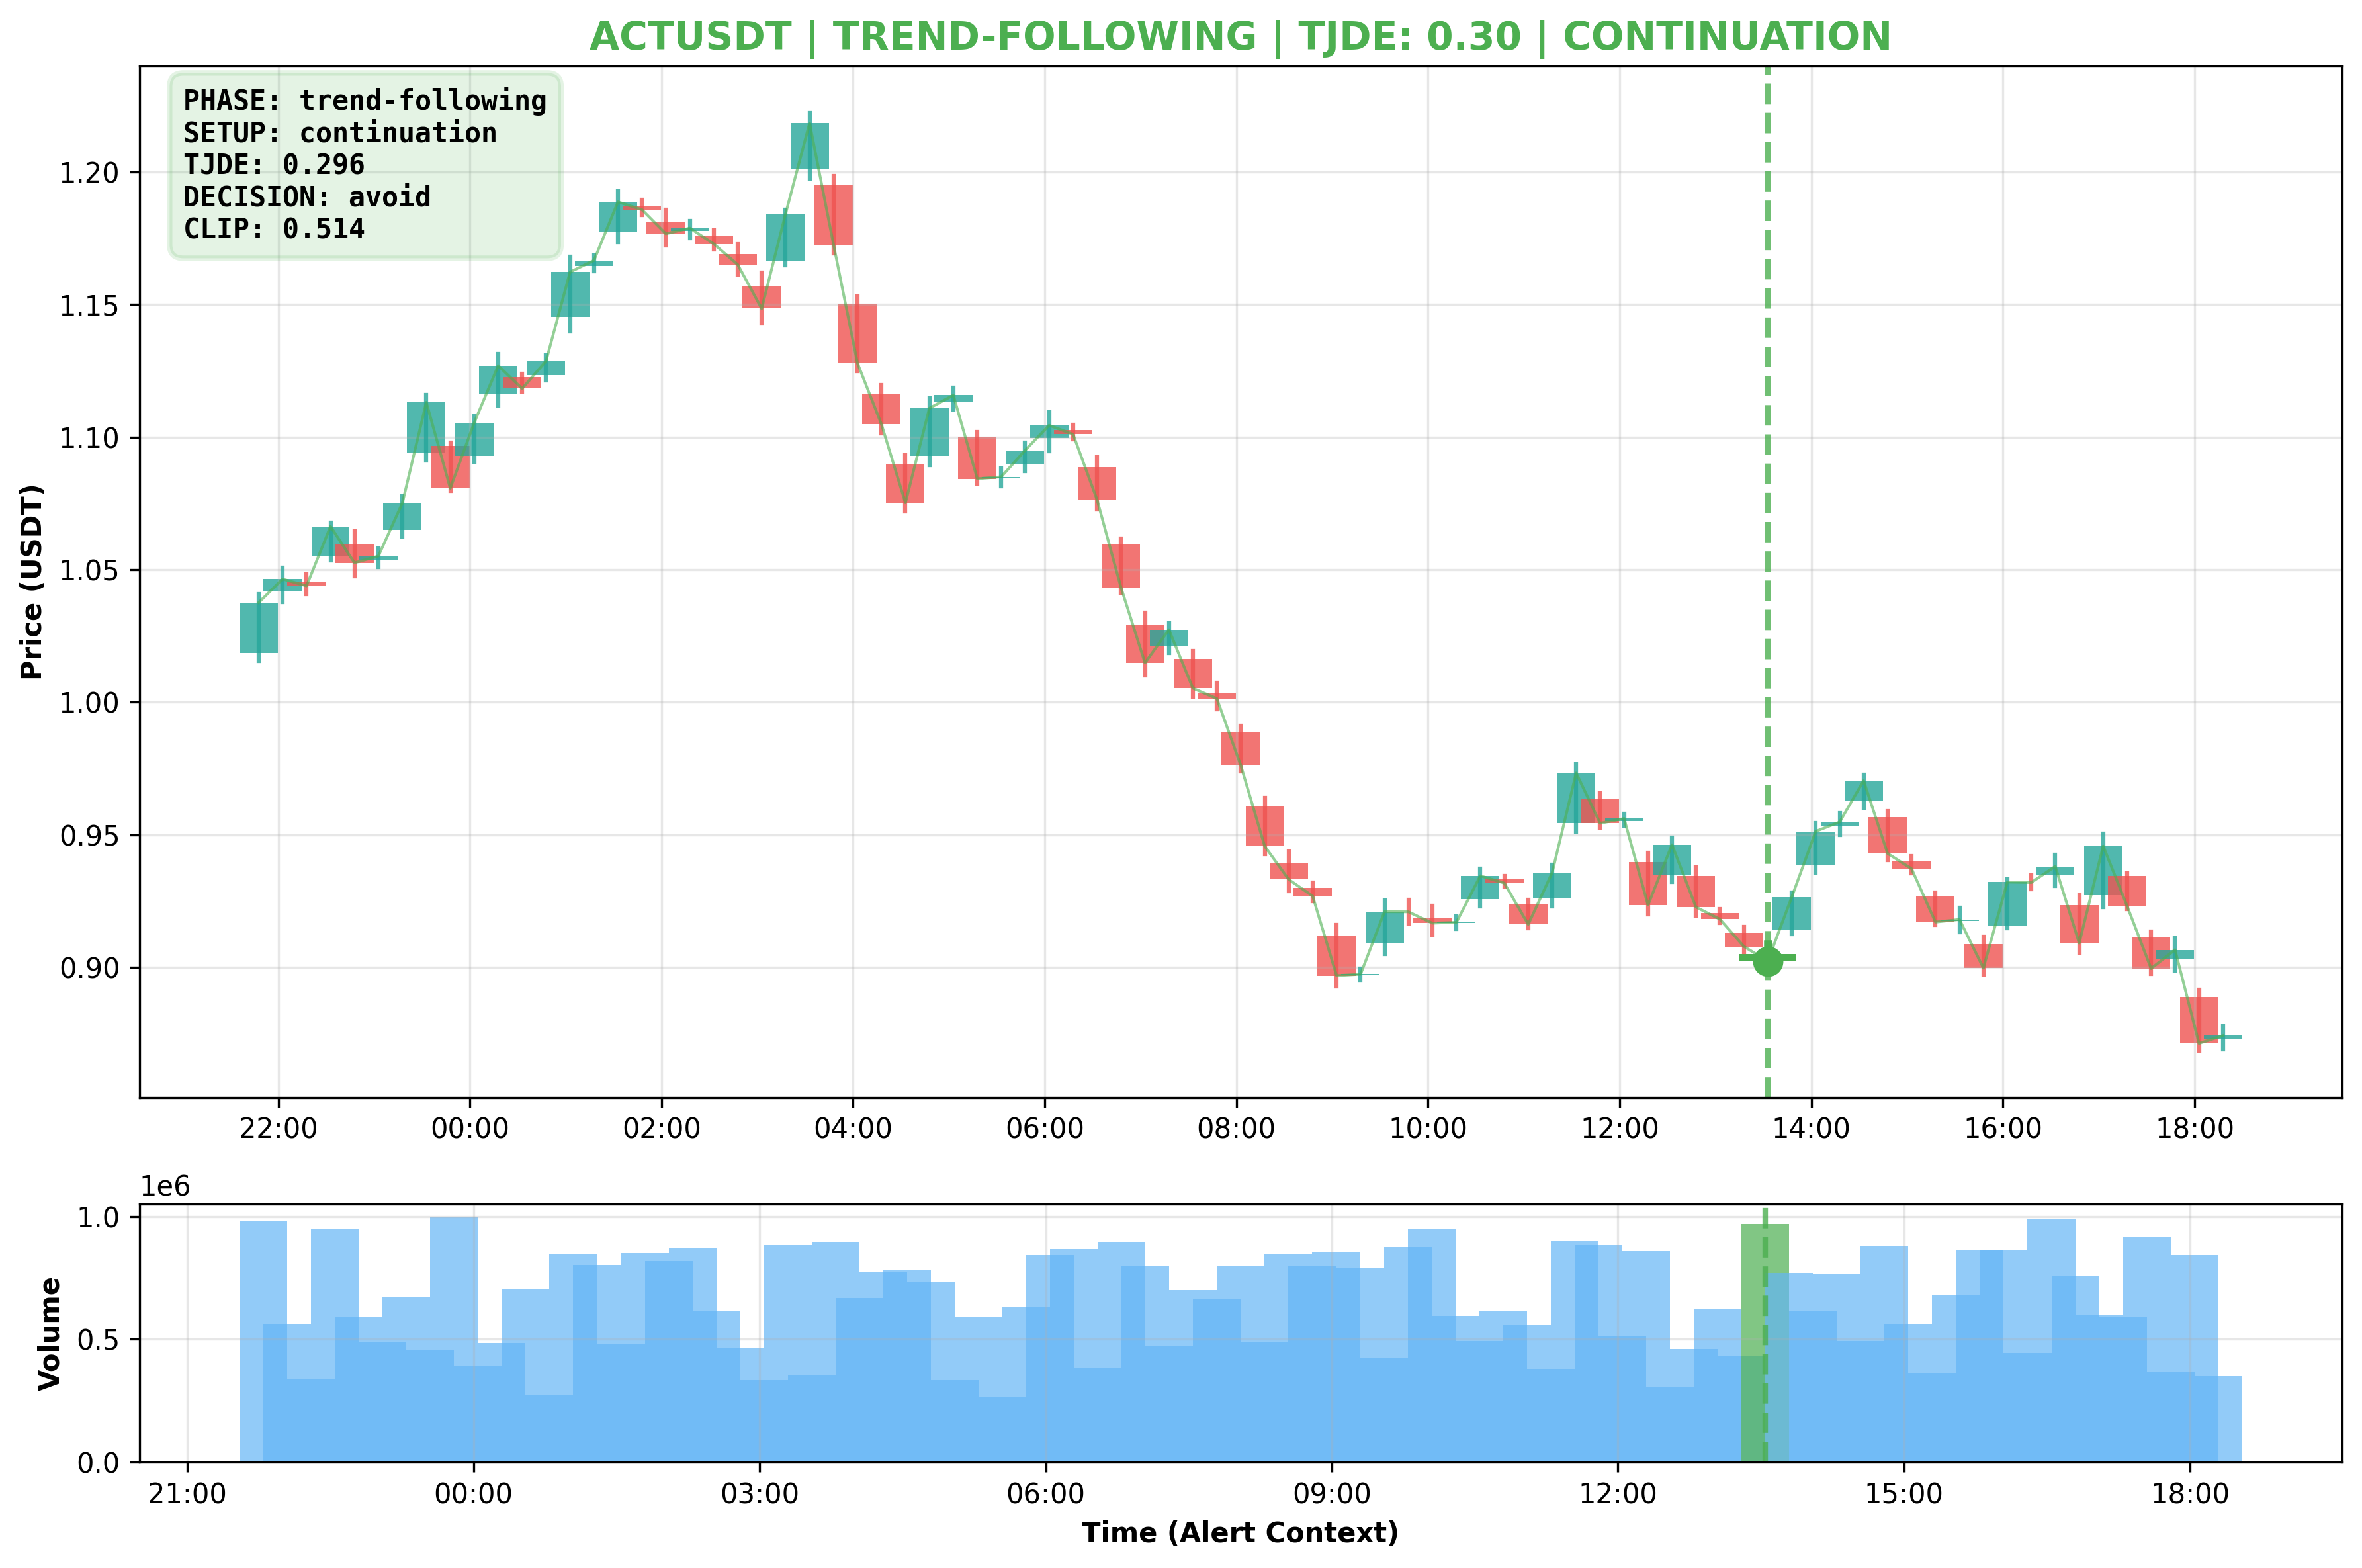 ACTUSDT | TREND-FOLLOWING | TJDE: 0.30 | CONTINUATION
PHASE: trend-following
SETUP: continuation
TJDE: 0.296
DECISION: avoid
CLIP: 0.514
Price (USDT)
1.20
1.15
1.10
1.05
1.00
0.95
0.90
22:00 00:00 02:00 04:00 06:00 08:00 10:00 12:00 14:00 16:00 18:00
1e6
Volume
1.0
0.5
0.0
21:00 00:00 03:00 06:00 09:00 12:00 15:00 18:00
Time (Alert Context)